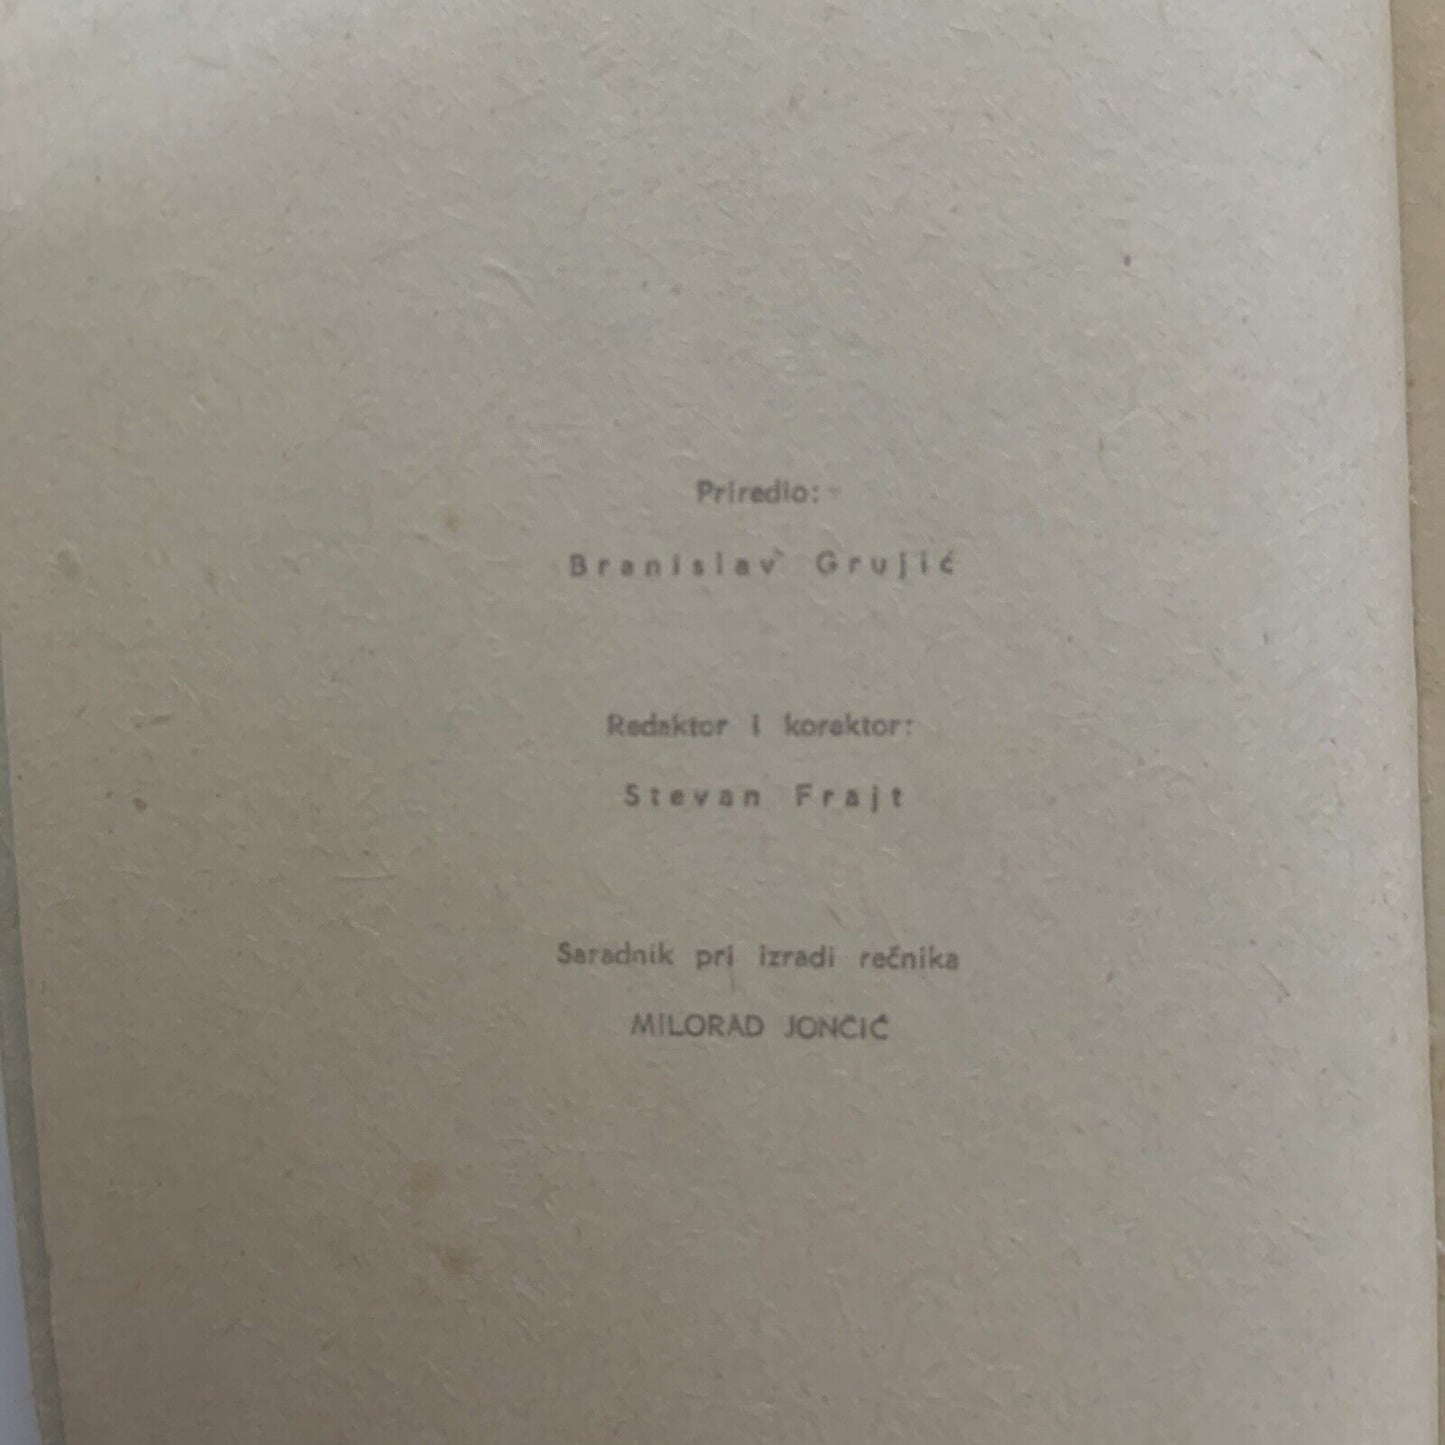 Priredio:
Branislav Grujić
Redaktor i korektor:
Stevan Frajt
Saradnik pri izradi rečnika
MILORAD JONČIĆ